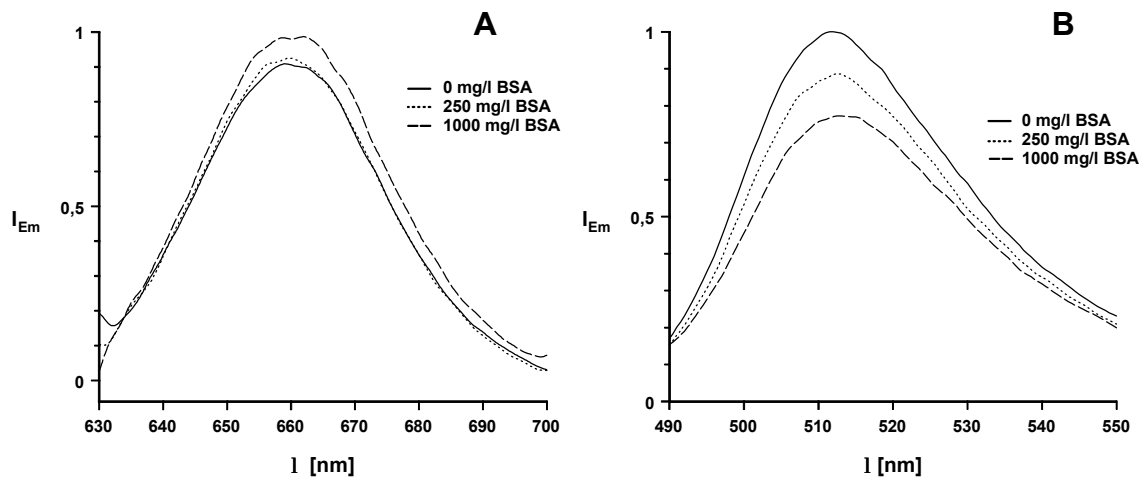 A
1
0 mg/l BSA
250 mg/l BSA
1000 mg/l BSA
0,5
I Em
0
630 640 650 660 670 680 690 700
l [nm]
B
1
0 mg/l BSA
250 mg/l BSA
1000 mg/l BSA
0,5
I Em
0
490 500 510 520 530 540 550
l [nm]